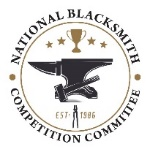 NATIONAL BLACKSMITH
EST 1986
COMPETITION COMMITTEE